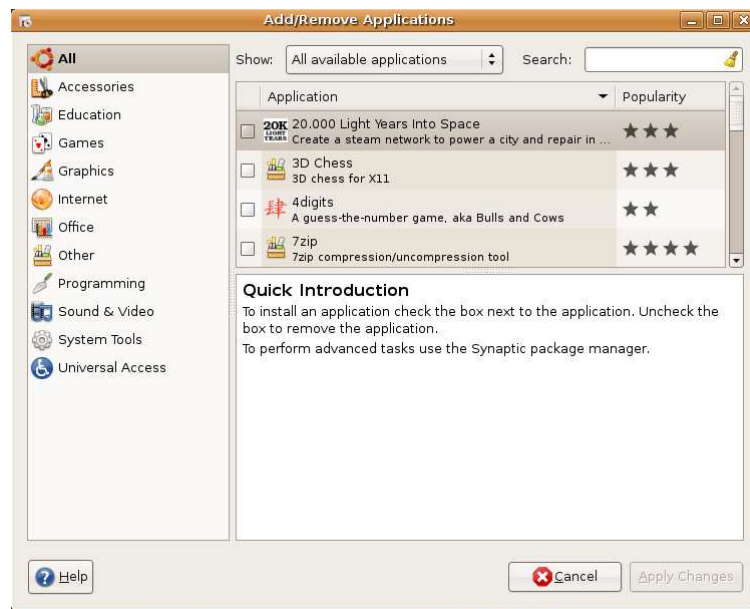 Add/Remove Applications
All
Accessories
Education
Games
Graphics
Internet
Office
Other
Programming
Sound & Video
System Tools
Universal Access
Show: All available applications Search:
Application Popularity
20K LIGHT YEARS
20.000 Light Years Into Space
Create a steam network to power a city and repair in ...
3D Chess
3D chess for X11
肆
4digits
A guess-the-number game, aka Bulls and Cows
7zip
7zip compression/uncompression tool
Quick Introduction
To install an application check the box next to the application. Uncheck the
box to remove the application.
To perform advanced tasks use the Synaptic package manager.
Help Cancel Apply Changes